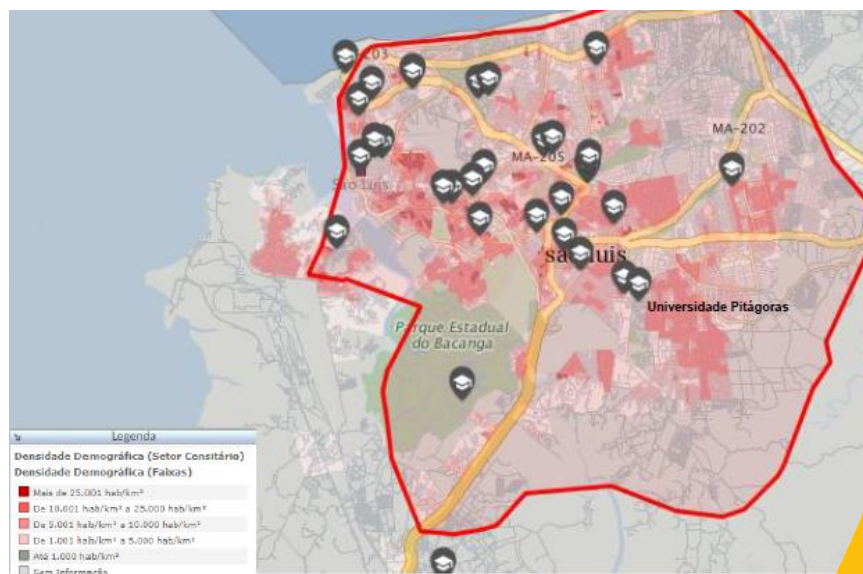 203
MA-202
MA-205
São Luís
são luís
Universidade Pitágoras
Parque Estadual
do Bacanga
Legenda
Densidade Demográfica (Setor Censitário)
Densidade Demográfica (Faixas)
Mais de 25.001 hab/km²
De 10.001 hab/km² a 25.000 hab/km²
De 5.001 hab/km² a 10.000 hab/km²
De 1.001 hab/km² a 5.000 hab/km²
Até 1.000 hab/km²
Sem Informação